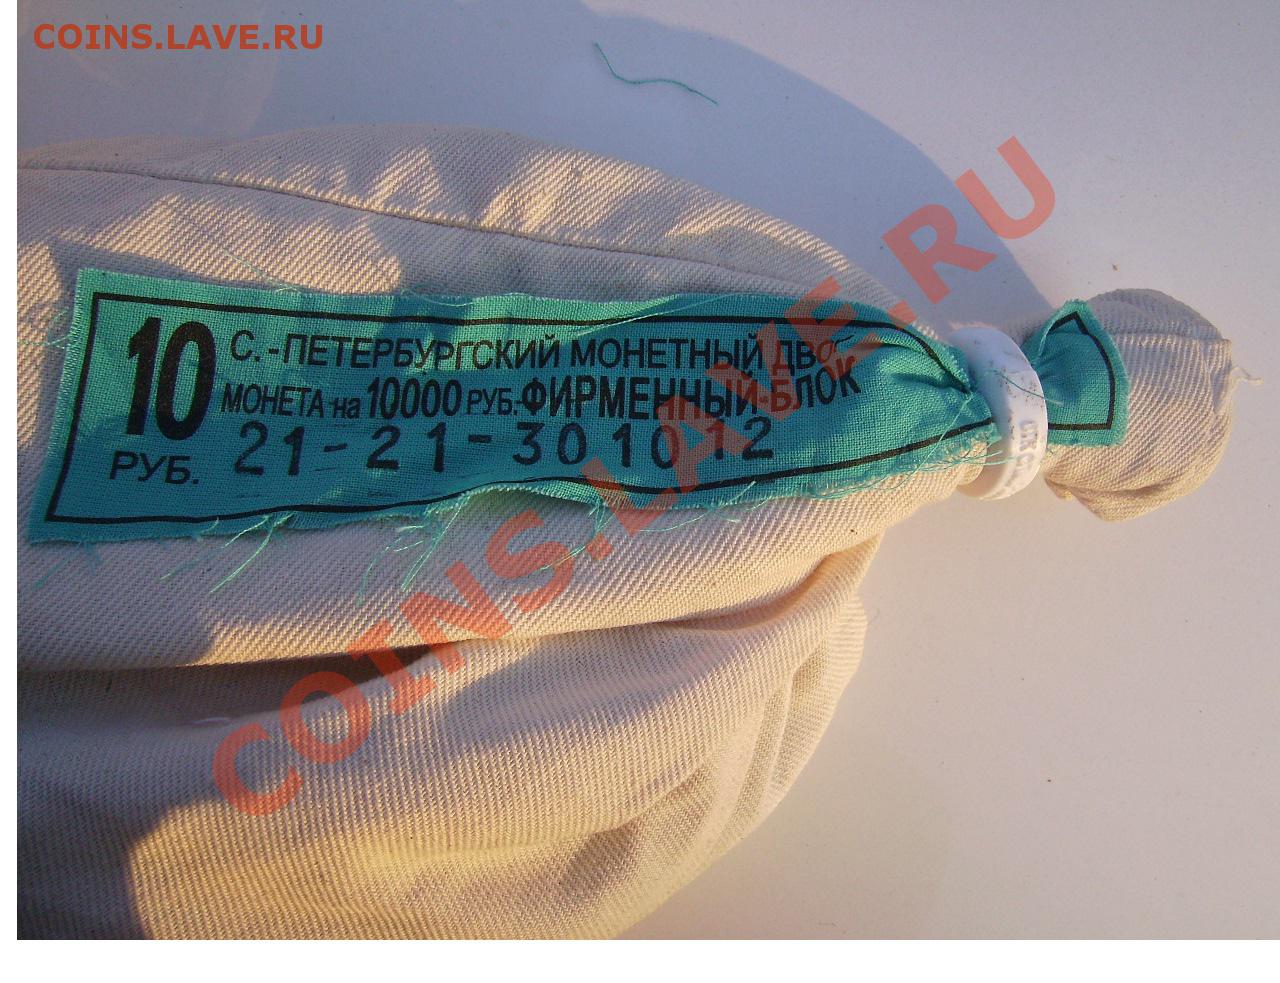 COINS.LAVE.RU
10 РУБ.
С.-ПЕТЕРБУРГСКИЙ МОНЕТНЫЙ ДВО
МОНЕТА на 10000 РУБ.-ФИРМЕННЫЙ БЛОК
21-21-301012
COINS.LAVE.RU